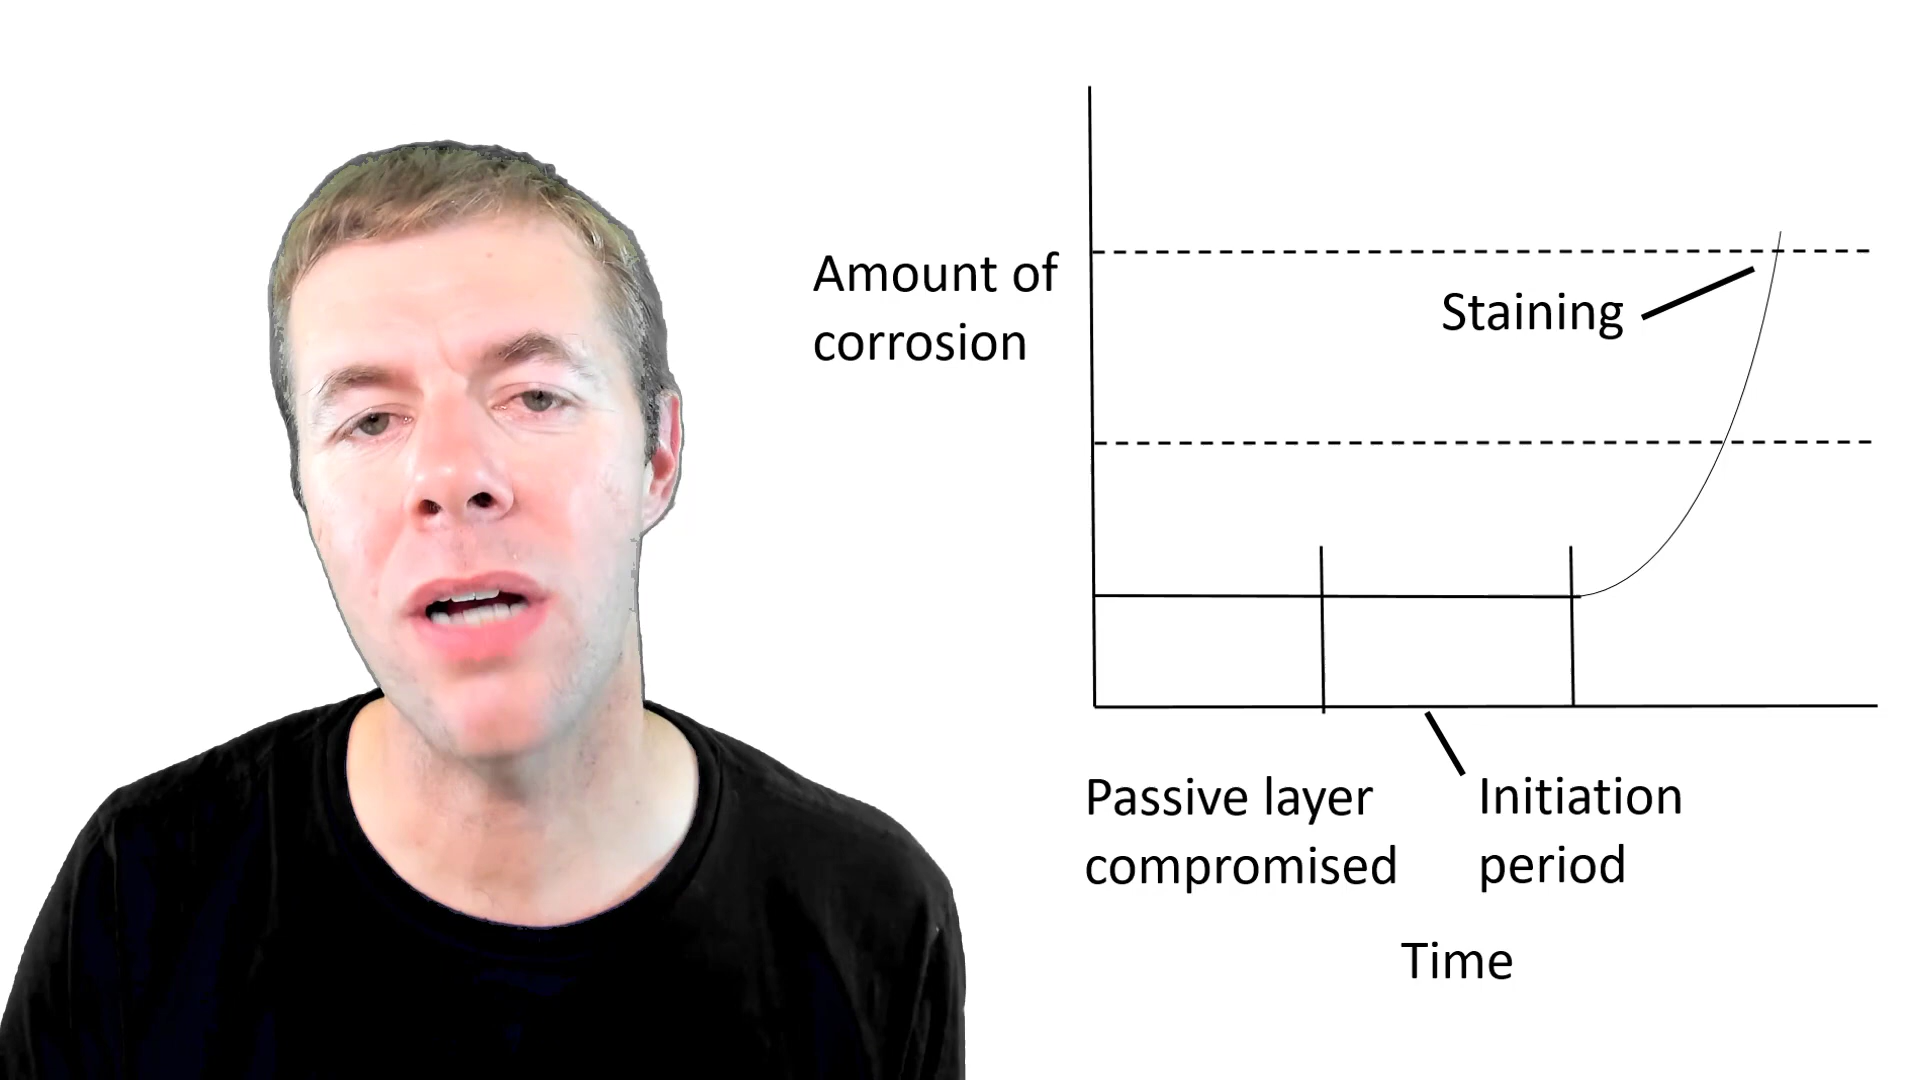 Amount of
corrosion
Staining
Passive layer
compromised
Initiation
period
Time